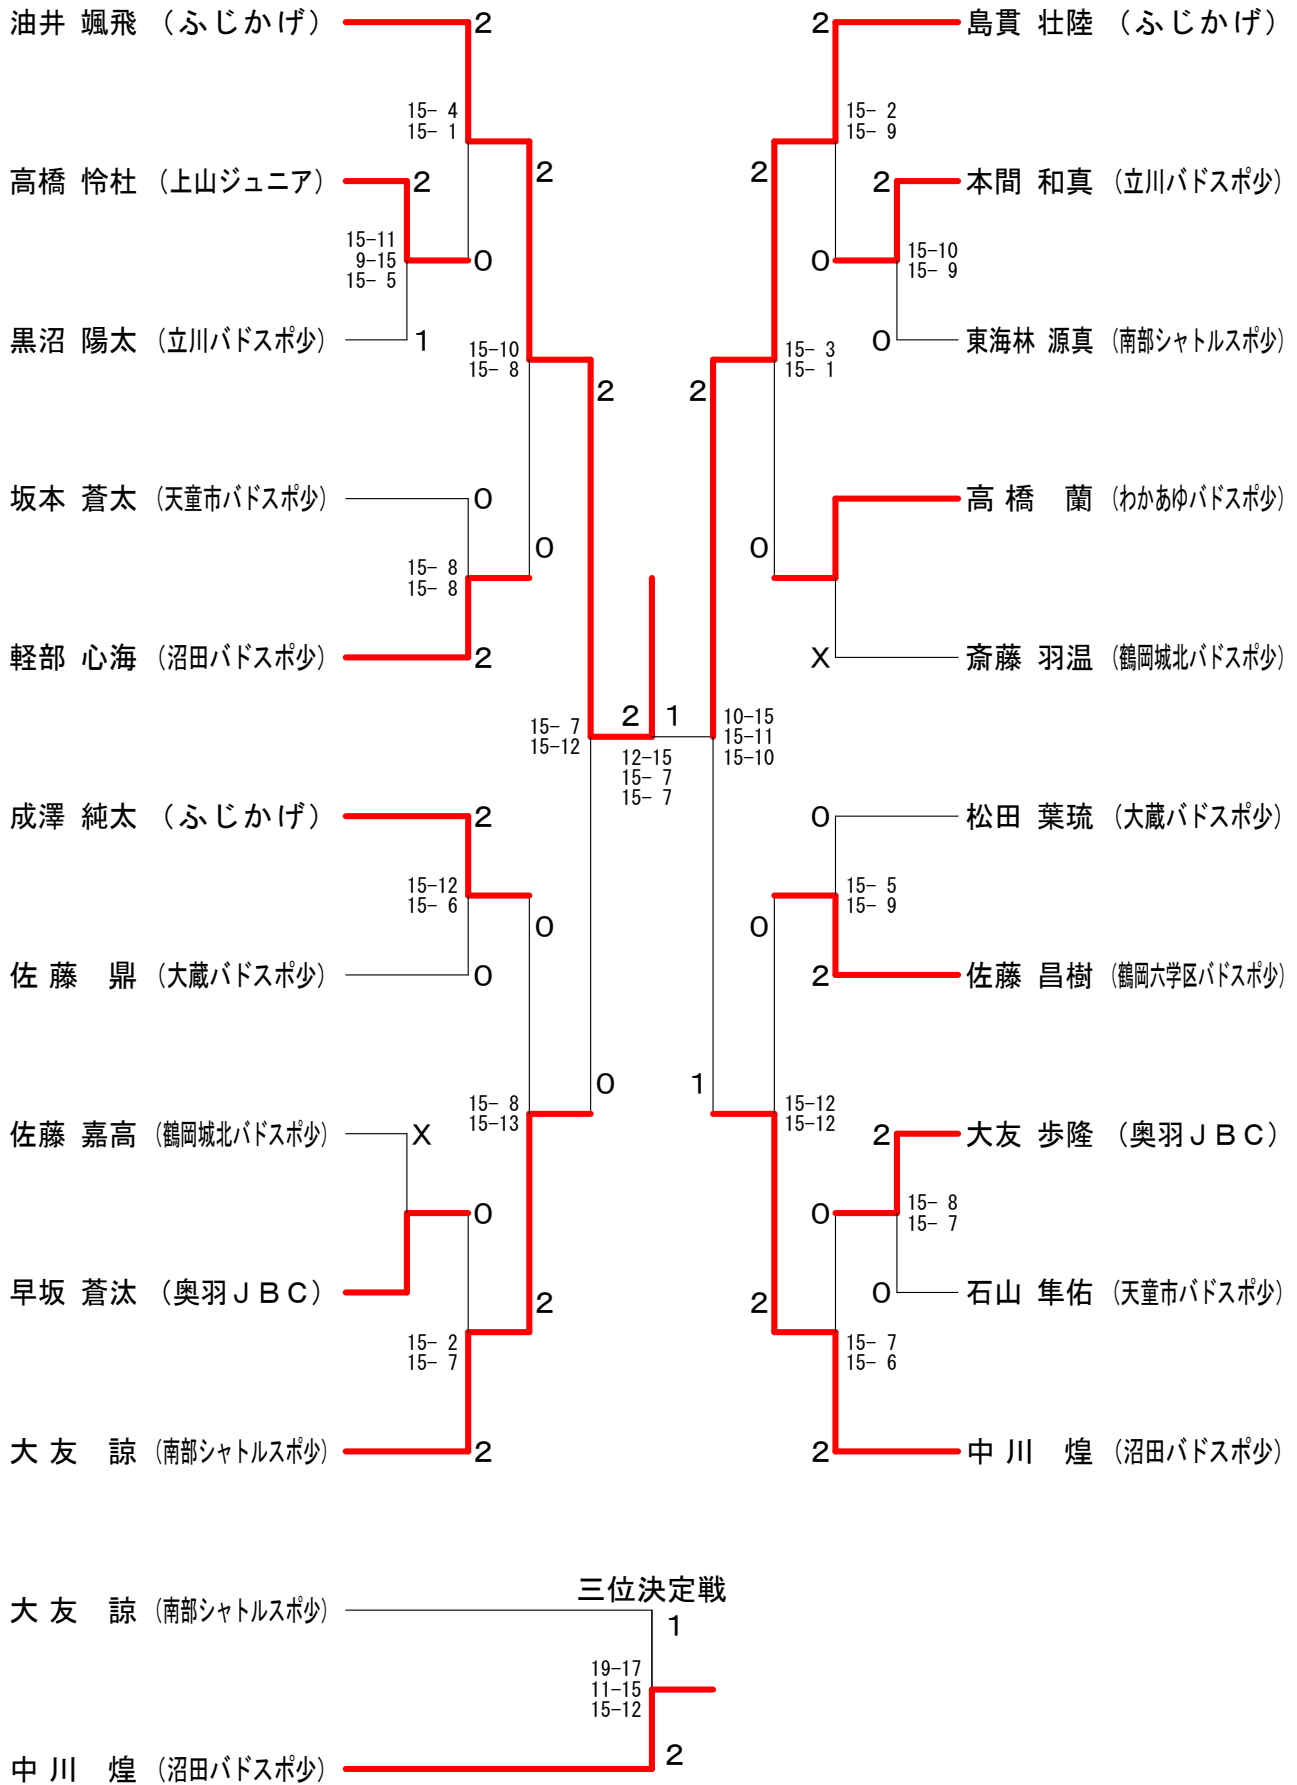 油井 颯飛 (ふじかげ) 2
15- 4
15- 1
2
高橋 怜杜 (上山ジュニア) 2
15-11
9-15
15- 5
0
黒沼 陽太 (立川バドスポ少) 1
15-10
15- 8
2
坂本 蒼太 (天童市バドスポ少) 0
0
15- 8
15- 8
軽部 心海 (沼田バドスポ少) 2
15- 7
15-12
2
成澤 純太 (ふじかげ) 2
15-12
15- 6
0
佐藤 鼎 (大蔵バドスポ少) 0
15- 8
15-13
0
佐藤 嘉高 (鶴岡城北バドスポ少) X
0
早坂 蒼汰 (奥羽JBC)
2
15- 2
15- 7
大友 諒 (南部シャトルスポ少) 2
1
12-15
15- 7
15- 7
2 島貫 壮陸 (ふじかげ)
15- 2
15- 9
2
2 本間 和真 (立川バドスポ少)
15-10
15- 9
0
0 東海林 源真 (南部シャトルスポ少)
15- 3
15- 1
2
高橋 蘭 (わかあゆバドスポ少)
0
X 斎藤 羽温 (鶴岡城北バドスポ少)
10-15
15-11
15-10
0 松田 葉琉 (大蔵バドスポ少)
15- 5
15- 9
0
2 佐藤 昌樹 (鶴岡六学区バドスポ少)
1
15-12
15-12
2 大友 歩隆 (奥羽JBC)
15- 8
15- 7
0
0 石山 隼佑 (天童市バドスポ少)
2
15- 7
15- 6
2 中川 煌 (沼田バドスポ少)
三位決定戦
大友 諒 (南部シャトルスポ少) 1
19-17
11-15
15-12
中川 煌 (沼田バドスポ少) 2